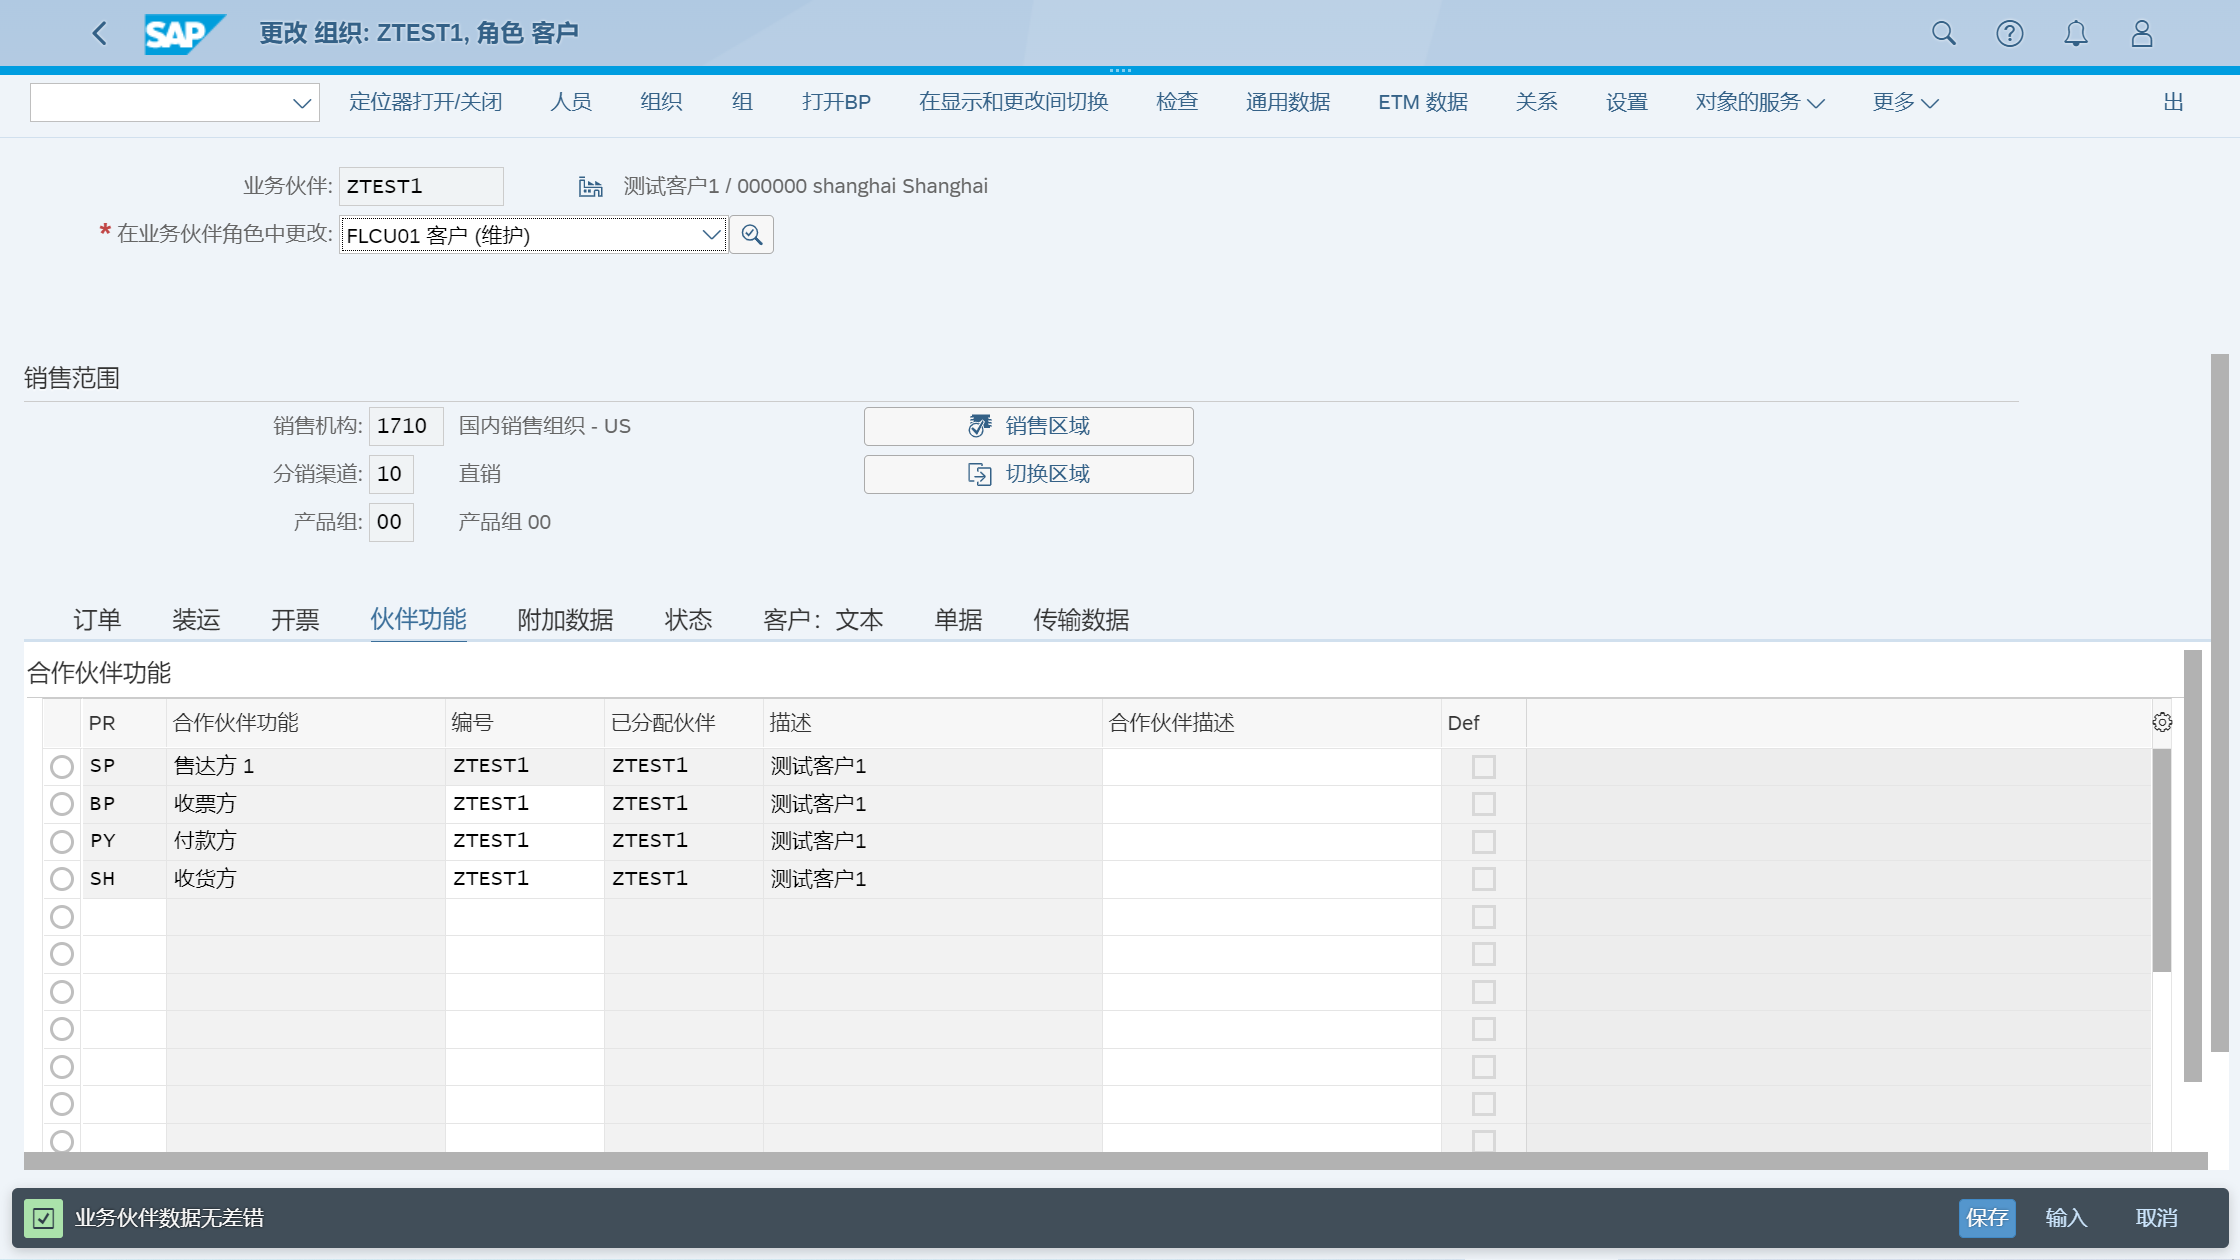 SAP 更改 组织: ZTEST1, 角色 客户
定位器打开/关闭 人员 组织 组 打开BP 在显示和更改间切换 检查 通用数据 ETM 数据 关系 设置 对象的服务 更多 出
业务伙伴: ZTEST1 测试客户1 / 000000 shanghai Shanghai
* 在业务伙伴角色中更改: FLCU01 客户 (维护)
销售范围
销售机构: 1710 国内销售组织 - US 销售区域
分销渠道: 10 直销 切换区域
产品组: 00 产品组 00
订单 装运 开票 伙伴功能 附加数据 状态 客户：文本 单据 传输数据
合作伙伴功能
PR 合作伙伴功能 编号 已分配伙伴 描述 合作伙伴描述 Def
SP 售达方 1 ZTEST1 ZTEST1 测试客户1
BP 收票方 ZTEST1 ZTEST1 测试客户1
PY 付款方 ZTEST1 ZTEST1 测试客户1
SH 收货方 ZTEST1 ZTEST1 测试客户1
业务伙伴数据无差错 保存 输入 取消